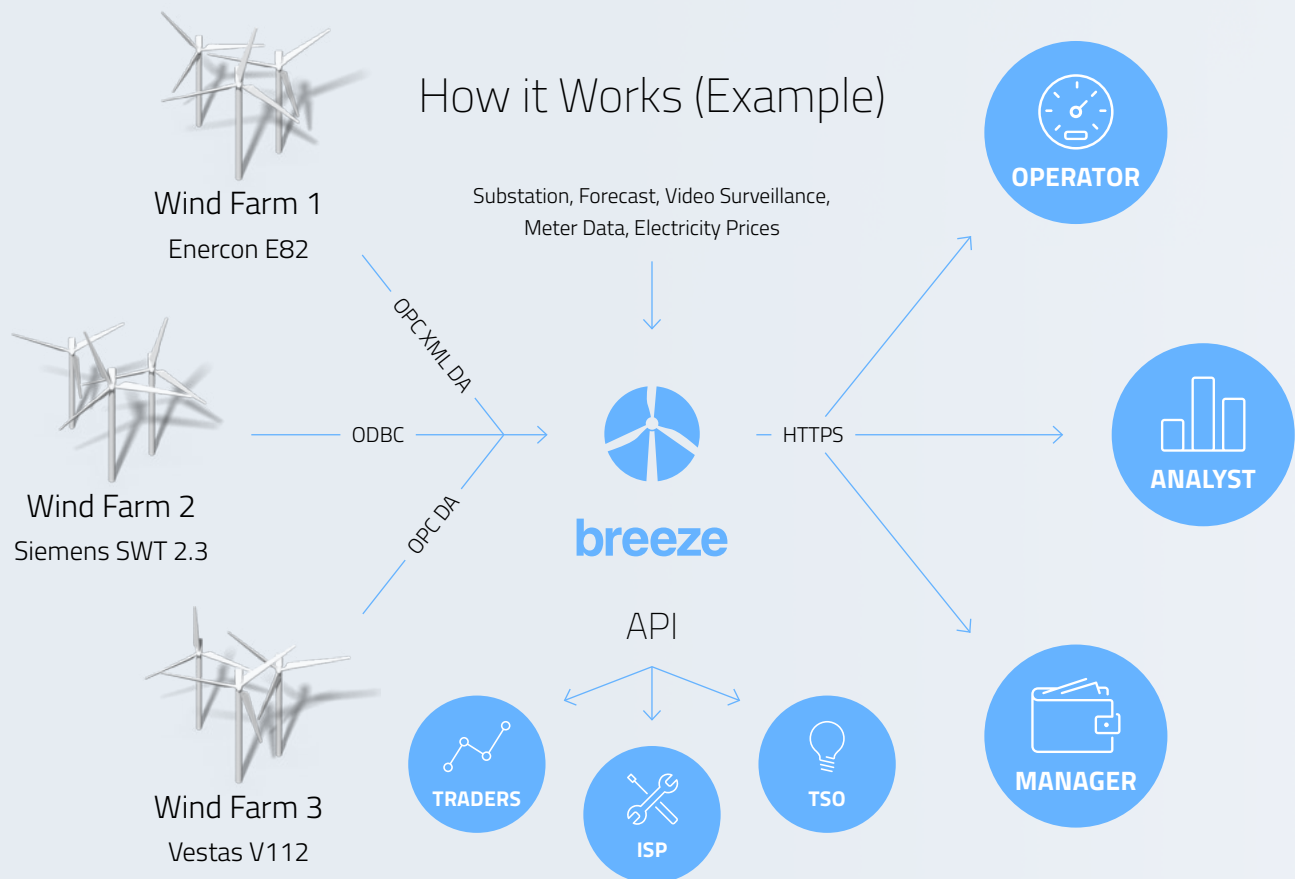 How it Works (Example)
Wind Farm 1
Enercon E82
Substation, Forecast, Video Surveillance,
Meter Data, Electricity Prices
OPERATOR
OPC XML DA
ODBC
HTTPS
ANALYST
Wind Farm 2
Siemens SWT 2.3
OPC DA
breeze
API
Wind Farm 3
Vestas V112
TRADERS
ISP
TSO
MANAGER